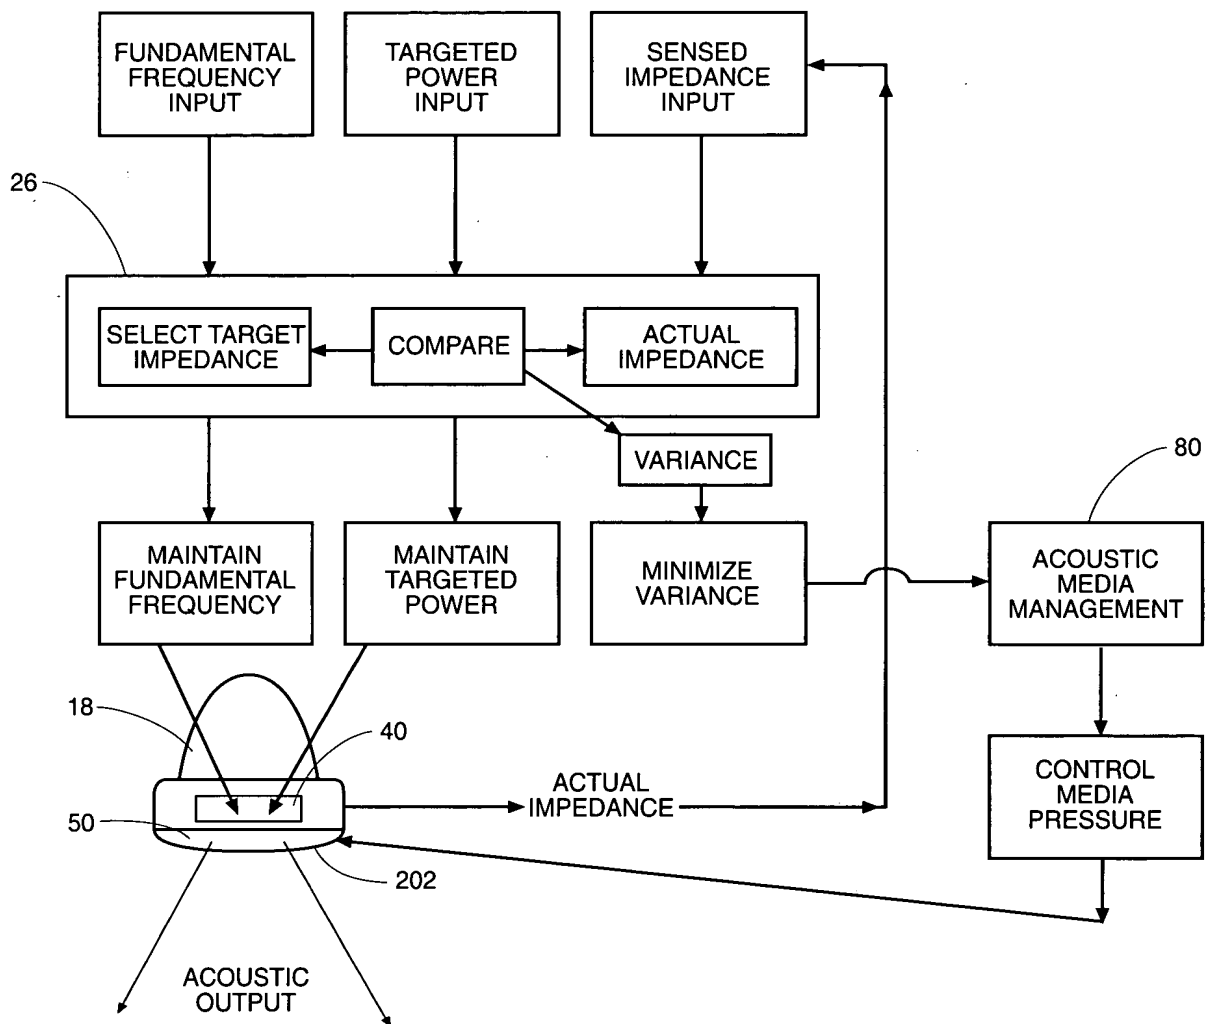 FUNDAMENTAL
FREQUENCY
INPUT
TARGETED
POWER
INPUT
SENSED
IMPEDANCE
INPUT
26
SELECT TARGET
IMPEDANCE
COMPARE
ACTUAL
IMPEDANCE
VARIANCE
80
MAINTAIN
FUNDAMENTAL
FREQUENCY
MAINTAIN
TARGETED
POWER
MINIMIZE
VARIANCE
ACOUSTIC
MEDIA
MANAGEMENT
18
40
ACTUAL
IMPEDANCE
CONTROL
MEDIA
PRESSURE
50
202
ACOUSTIC
OUTPUT